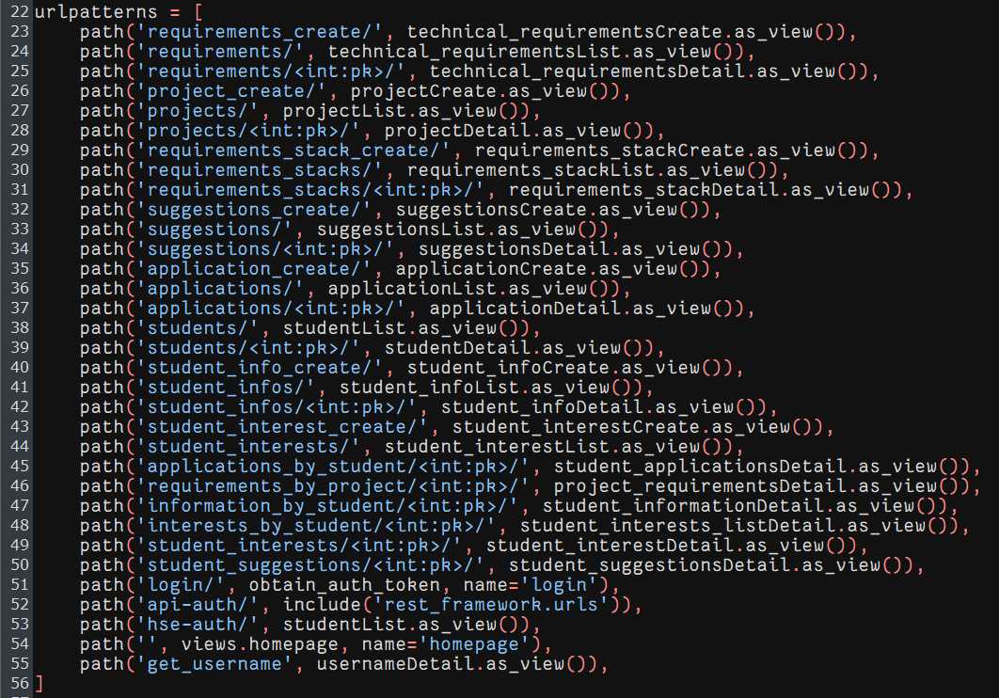 22 urlpatterns = [
23     path('requirements_create/', technical_requirementsCreate.as_view()),
24     path('requirements/', technical_requirementsList.as_view()),
25     path('requirements/<int:pk>/', technical_requirementsDetail.as_view()),
26     path('project_create/', projectCreate.as_view()),
27     path('projects/', projectList.as_view()),
28     path('projects/<int:pk>/', projectDetail.as_view()),
29     path('requirements_stack_create/', requirements_stackCreate.as_view()),
30     path('requirements_stacks/', requirements_stackList.as_view()),
31     path('requirements_stacks/<int:pk>/', requirements_stackDetail.as_view()),
32     path('suggestions_create/', suggestionsCreate.as_view()),
33     path('suggestions/', suggestionsList.as_view()),
34     path('suggestions/<int:pk>/', suggestionsDetail.as_view()),
35     path('application_create/', applicationCreate.as_view()),
36     path('applications/', applicationList.as_view()),
37     path('applications/<int:pk>/', applicationDetail.as_view()),
38     path('students/', studentList.as_view()),
39     path('students/<int:pk>/', studentDetail.as_view()),
40     path('student_info_create/', student_infoCreate.as_view()),
41     path('student_infos/', student_infoList.as_view()),
42     path('student_infos/<int:pk>/', student_infoDetail.as_view()),
43     path('student_interest_create/', student_interestCreate.as_view()),
44     path('student_interests/', student_interestList.as_view()),
45     path('applications_by_student/<int:pk>/', student_applicationsDetail.as_view()),
46     path('requirements_by_project/<int:pk>/', project_requirementsDetail.as_view()),
47     path('information_by_student/<int:pk>/', student_informationDetail.as_view()),
48     path('interests_by_student/<int:pk>/', student_interests_listDetail.as_view()),
49     path('student_interests/<int:pk>/', student_interestDetail.as_view()),
50     path('student_suggestions/<int:pk>/', student_suggestionsDetail.as_view()),
51     path('login/', obtain_auth_token, name='login'),
52     path('api-auth/', include('rest_framework.urls')),
53     path('hse-auth/', studentList.as_view()),
54     path('', views.homepage, name='homepage'),
55     path('get_username', usernameDetail.as_view()),
56 ]